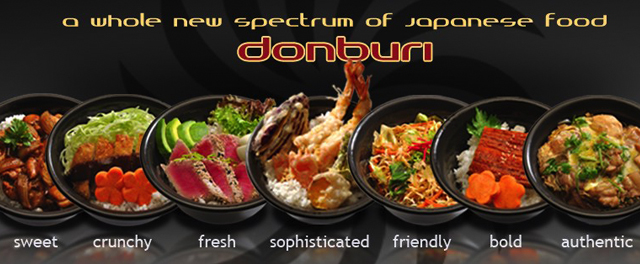 a whole new spectrum of Japanese food
donburi
sweet crunchy fresh sophisticated friendly bold authentic